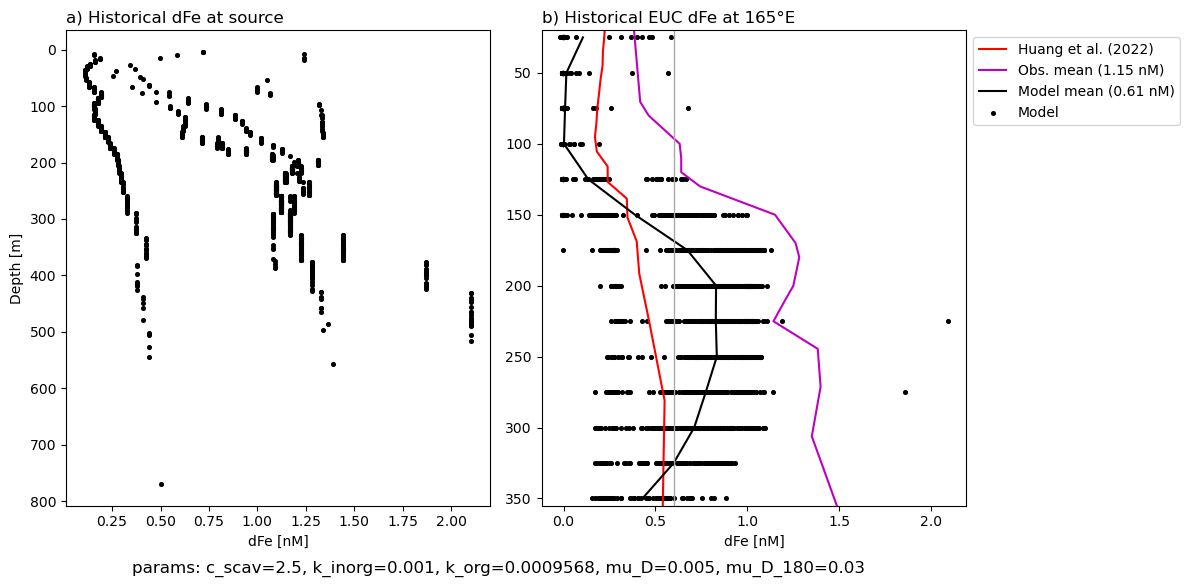 a) Historical dFe at source
b) Historical EUC dFe at 165°E
Depth [m]
0
100
200
300
400
500
600
700
800
0.25
0.50
0.75
1.00
1.25
1.50
1.75
2.00
dFe [nM]
50
100
150
200
250
300
350
0.0
0.5
1.0
1.5
2.0
dFe [nM]
Huang et al. (2022)
Obs. mean (1.15 nM)
Model mean (0.61 nM)
Model
params: c_scav=2.5, k_inorg=0.001, k_org=0.0009568, mu_D=0.005, mu_D_180=0.03